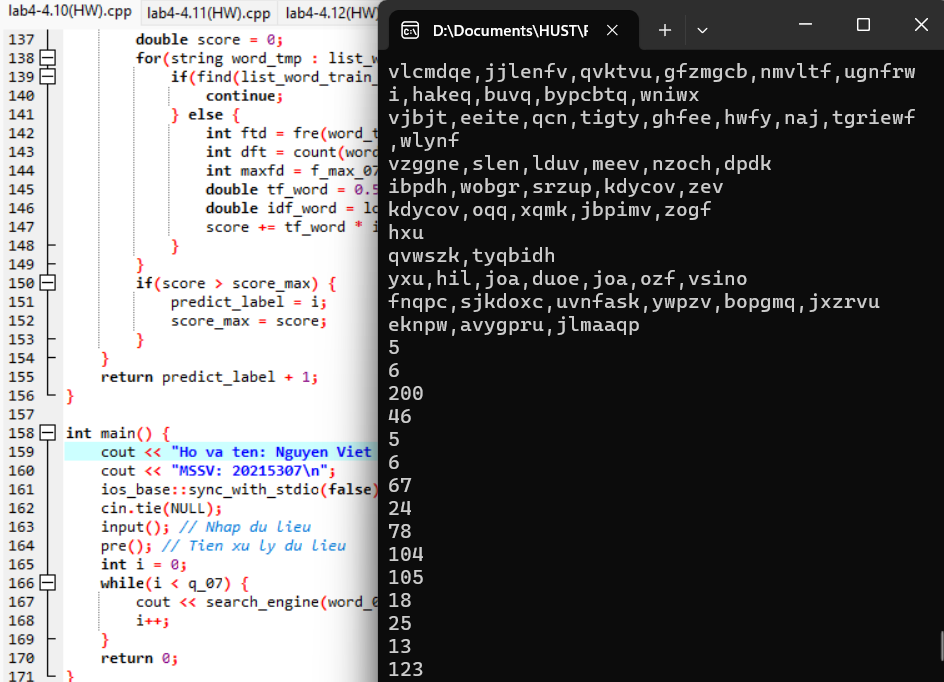 lab4-4.10(HW).cpp lab4-4.11(HW).cpp lab4-4.12(HW)
137 double score = 0;
138 for(string word_tmp : list_w
139 if(find(list_word_train_
140 continue;
141 } else {
142 int ftd = fre(word_t
143 int dft = count(word
144 int maxfd = f_max_07
145 double tf_word = 0.5
146 double idf_word = lo
147 score += tf_word * i
148 }
149 }
150 if(score > score_max) {
151 predict_label = i;
152 score_max = score;
153 }
154 }
155 return predict_label + 1;
156 }
157
158 int main() {
159 cout << "Ho va ten: Nguyen Viet
160 cout << "MSSV: 20215307\n";
161 ios_base::sync_with_stdio(false)
162 cin.tie(NULL);
163 input(); // Nhap du lieu
164 pre(); // Tien xu ly du lieu
165 int i = 0;
166 while(i < q_07) {
167 cout << search_engine(word_0
168 i++;
169 }
170 return 0;
171 }
D:\Documents\HUST\F
vlcmdqe,jjlenfv,qvktvu,gfzmgcb,nmvltf,ugnfrw
i,hakeq,buvq,bypcbtq,wniwx
vjbjt,eeite,qcn,tigty,ghfee,hwfy,naj,tgriewf
,wlynf
vzggne,slen,lduv,meev,nzoch,dpdk
ibpdh,wobgr,srzup,kdycov,zev
kdycov,oqq,xqmk,jbpimv,zogf
hxu
qvwszk,tyqbidh
yxu,hil,joa,duoe,joa,ozf,vsino
fnqpc,sjkdoxc,uvnfask,ywpzv,bopgmq,jxzrvu
eknpw,avygpru,jlmaaqp
5
6
200
46
5
6
67
24
78
104
105
18
25
13
123